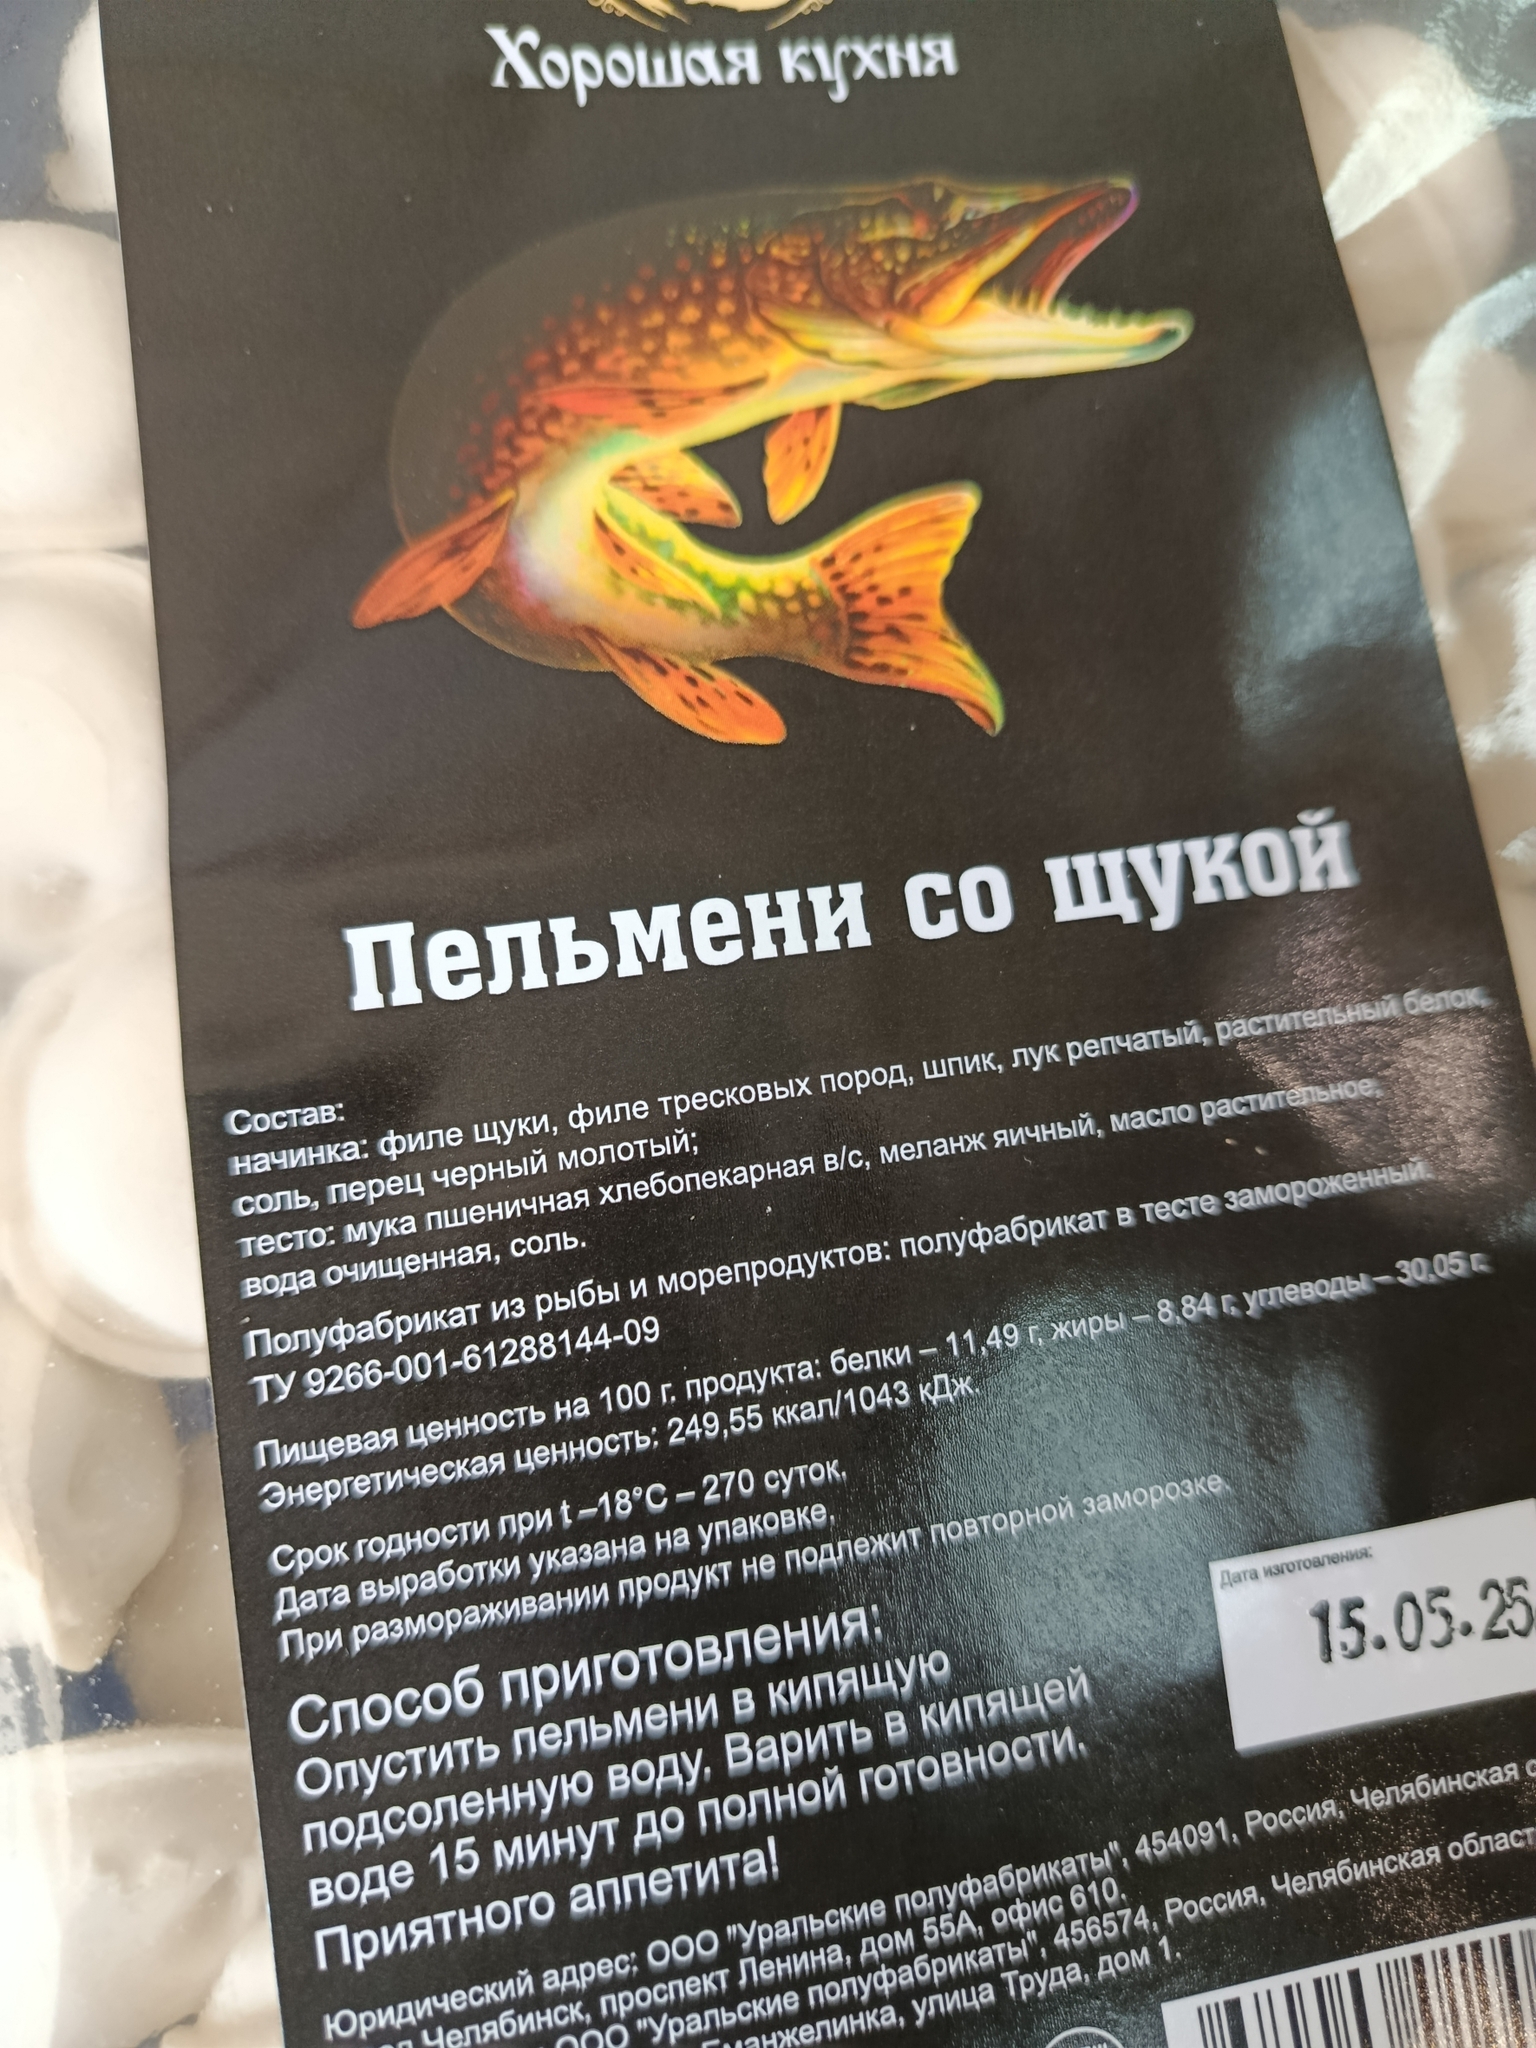 Хорошая кухня
Пельмени со щукой
Состав:
начинка: филе щуки, филе тресковых пород, шпик, лук репчатый, растительный белок,
соль, перец черный молотый;
тесто: мука пшеничная хлебопекарная в/с, меланж яичный, масло растительное,
вода очищенная, соль.
Полуфабрикат из рыбы и морепродуктов: полуфабрикат в тесте замороженный.
ТУ 9266-001-61288144-09
Пищевая ценность на 100 г. продукта: белки – 11,49 г, жиры – 8,84 г, углеводы – 30,05 г.
Энергетическая ценность: 249,55 ккал/1043 кДж.
Срок годности при t –18°С – 270 суток.
Дата выработки указана на упаковке.
При размораживании продукт не подлежит повторной заморозке.
Дата изготовления:
15.05.25
Способ приготовления:
Опустить пельмени в кипящую
подсоленную воду. Варить в кипящей
воде 15 минут до полной готовности.
Приятного аппетита!
Юридический адрес: ООО "Уральские полуфабрикаты", 454091, Россия, Челябинская
Челябинск, проспект Ленина, дом 55А, офис 610.
ООО "Уральские полуфабрикаты", 456574, Россия, Челябинская област
Еманжелинка, улица Труда, дом 1.